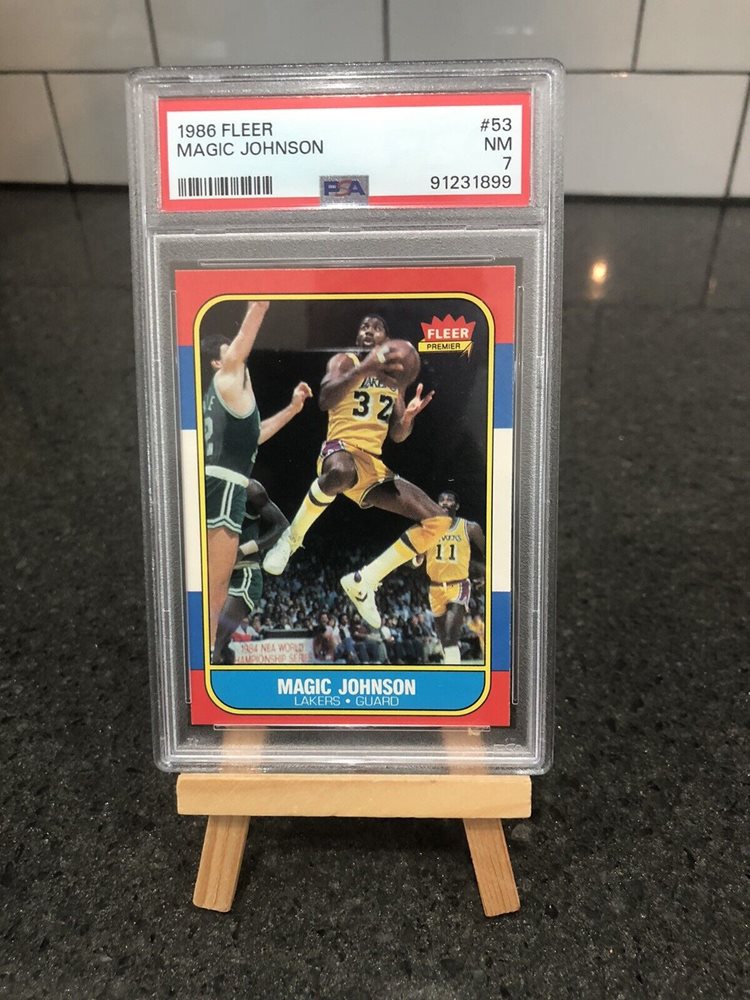 1986 FLEER #53
MAGIC JOHNSON NM
7
PSA 91231899
FLEER
PREMIER
32
11
1984 NBA WORLD
CHAMPIONSHIP SERIES
MAGIC JOHNSON
LAKERS • GUARD